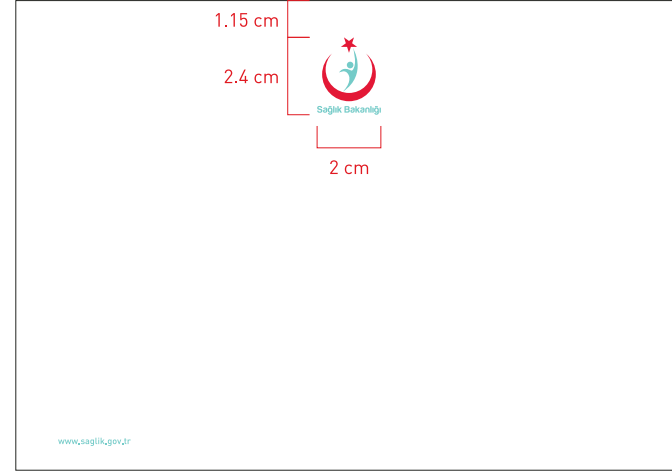 1.15 cm
2.4 cm
Sağlık Bakanlığı
2 cm
www.saglik.gov.tr